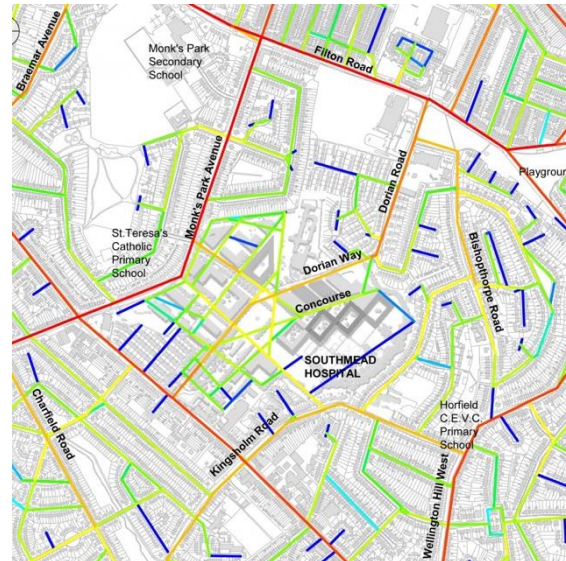 Braemar Avenue
Monk's Park
Secondary
School
Filton Road
Monk's Park Avenue
Dorian Road
Playgrour
St.Teresa's
Catholic
Primary
School
Dorian Way
Bishopthorpe Road
Concourse
SOUTHMEAD
HOSPITAL
Charfield Road
Kingsholm Road
Horfield
C.E.V.C.
Primary
School
Wellington Hill West